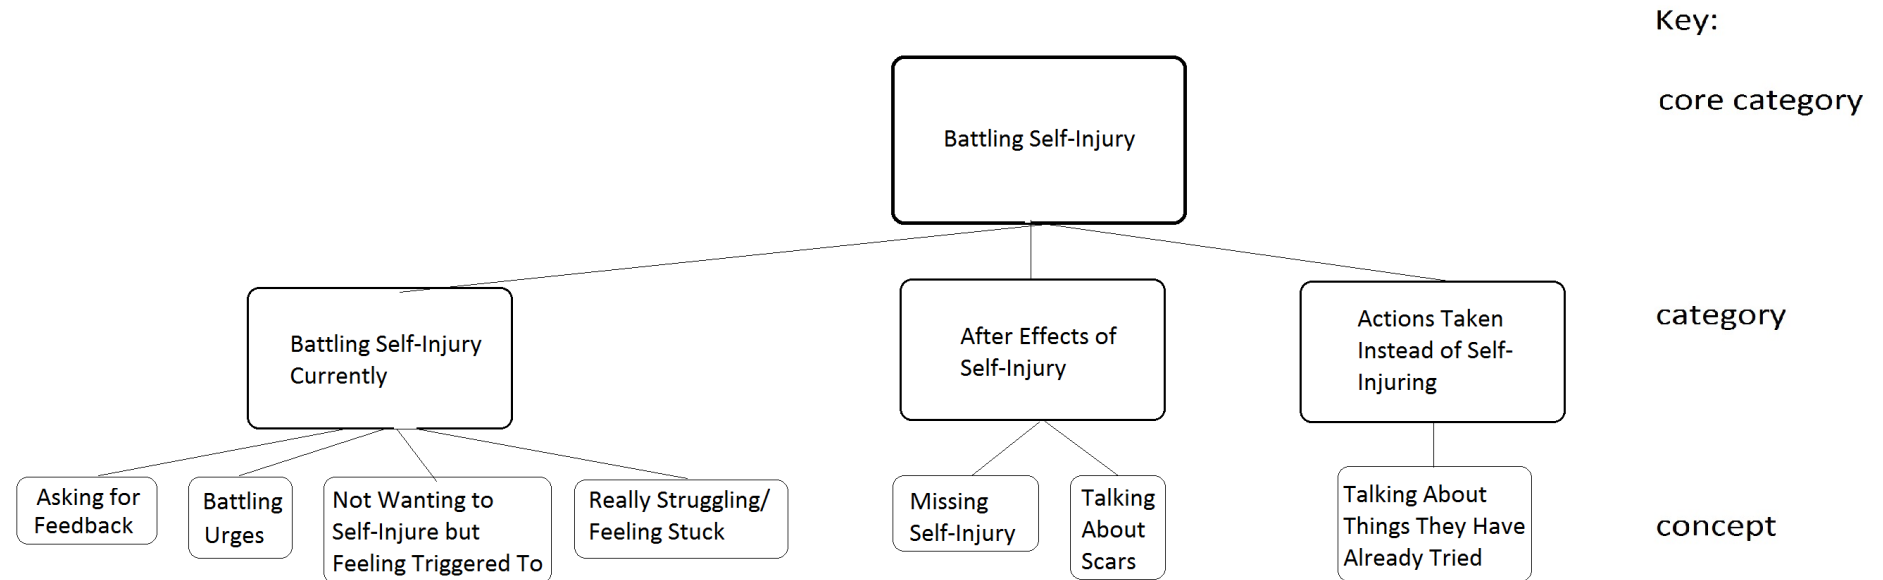 Key:
core category
Battling Self-Injury
Battling Self-Injury
Currently
After Effects of
Self-Injury
Actions Taken
Instead of Self-
Injuring
category
Asking for
Feedback
Battling
Urges
Not Wanting to
Self-Injure but
Feeling Triggered To
Really Struggling/
Feeling Stuck
Missing
Self-Injury
Talking
About
Scars
Talking About
Things They Have
Already Tried
concept